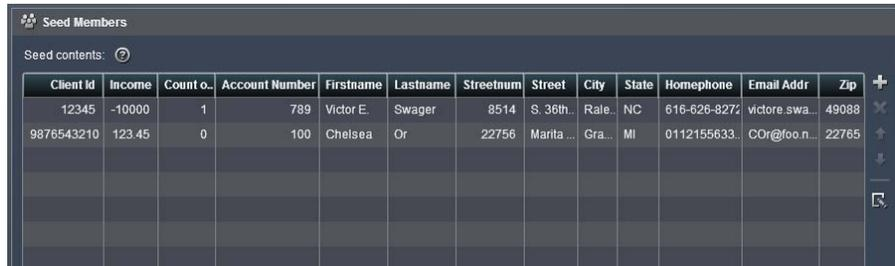 Seed Members
Seed contents: ?
Client Id Income Count o.. Account Number Firstname Lastname Streetnum Street City State Homephone Email Addr Zip
12345 -10000 1 789 Victor E. Swager 8514 S. 36th.. Rale.. NC 616-626-8272 victore.swa... 49088
9876543210 123.45 0 100 Chelsea Or 22756 Marita ... Gra... MI 0112155633.. COr@foo.n... 22765